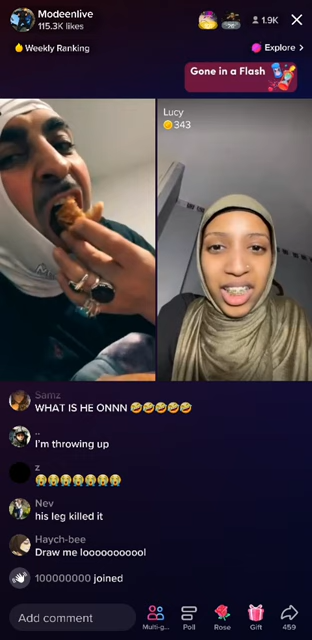 Modeenlive
115.3K likes
1.9K
Weekly Ranking
Explore
Gone in a Flash
Lucy
343
Samz
WHAT IS HE ONNN 🤣🤣🤣🤣🤣
..
I'm throwing up
z
😭😭😭😭😭😭😭
Nev
his leg killed it
Haych-bee
Draw me looooooooool
100000000 joined
Add comment
Multi-g...
Poll
Rose
Gift
459